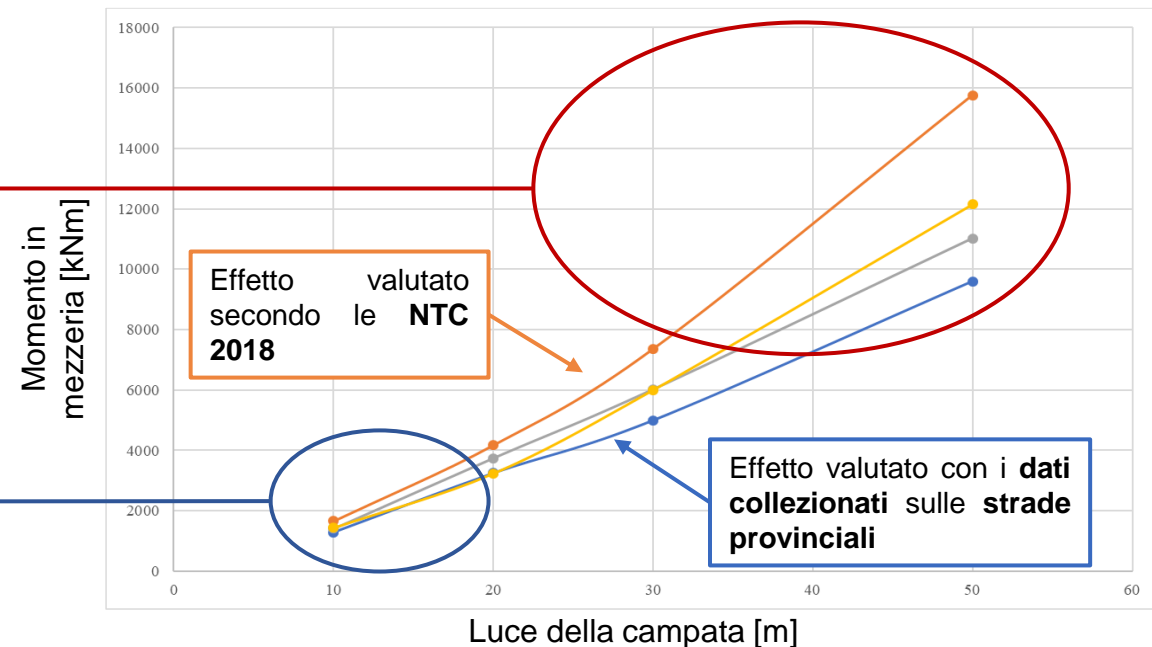 18000
16000
14000
12000
10000
8000
6000
4000
2000
0
0 10 20 30 40 50 60
Momento in
mezzeria [kNm]
Luce della campata [m]
Effetto valutato
secondo le NTC
2018
Effetto valutato con i dati
collezionati sulle strade
provinciali